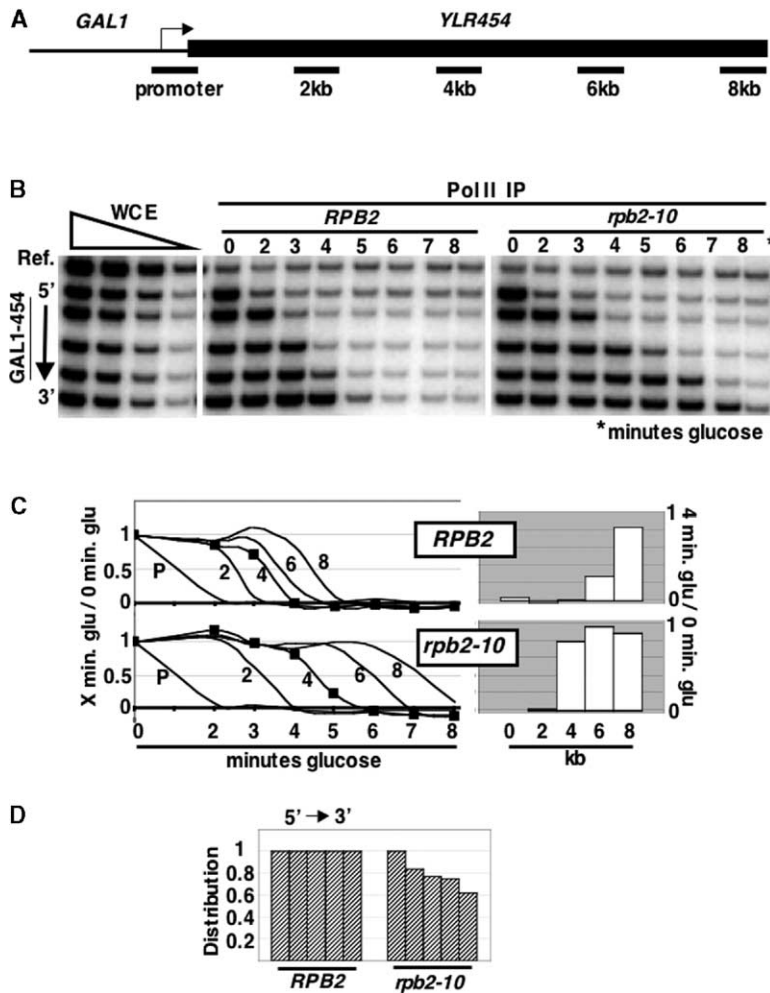 A
GAL1 YLR454
promoter 2kb 4kb 6kb 8kb
B
Pol II IP
WCE RPB2 rpb2-10
0 2 3 4 5 6 7 8 0 2 3 4 5 6 7 8 *
Ref.
5'
GAL1-454
3'
*minutes glucose
C
X min. glu / 0 min. glu
1
0.5
0
P 2 4 6 8
RPB2
1
0
4 min. glu / 0 min. glu
1
0.5
0
P 2 4 6 8
rpb2-10
1
0
0 2 3 4 5 6 7 8
minutes glucose
0 2 4 6 8
kb
D
5' → 3'
Distribution
1
0.8
0.6
0.4
0.2
RPB2 rpb2-10